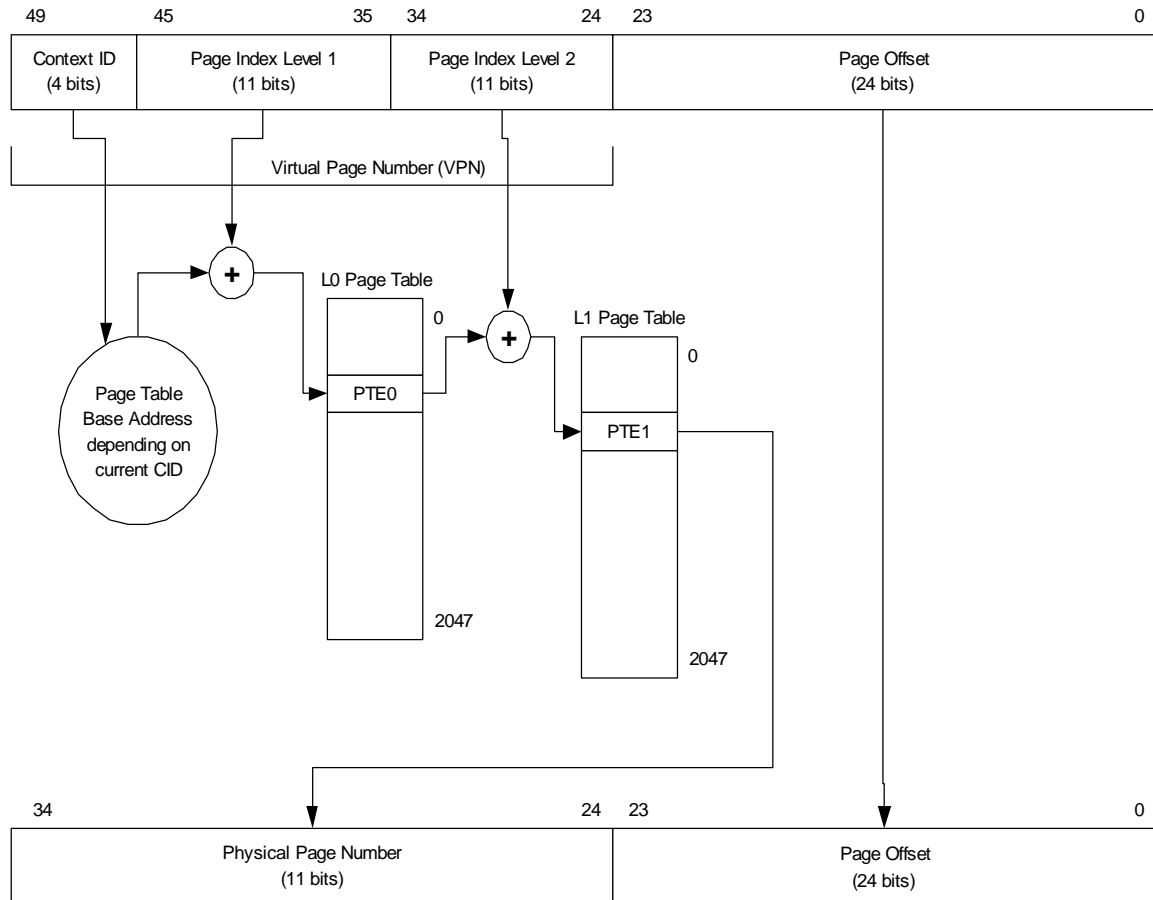 49 45 35 34 24 23 0
Context ID Page Index Level 1 Page Index Level 2 Page Offset
(4 bits) (11 bits) (11 bits) (24 bits)
Virtual Page Number (VPN)
+
L0 Page Table
0
+
L1 Page Table
0
Page Table
Base Address
depending on
current CID
PTE0
PTE1
2047
2047
34 24 23 0
Physical Page Number Page Offset
(11 bits) (24 bits)